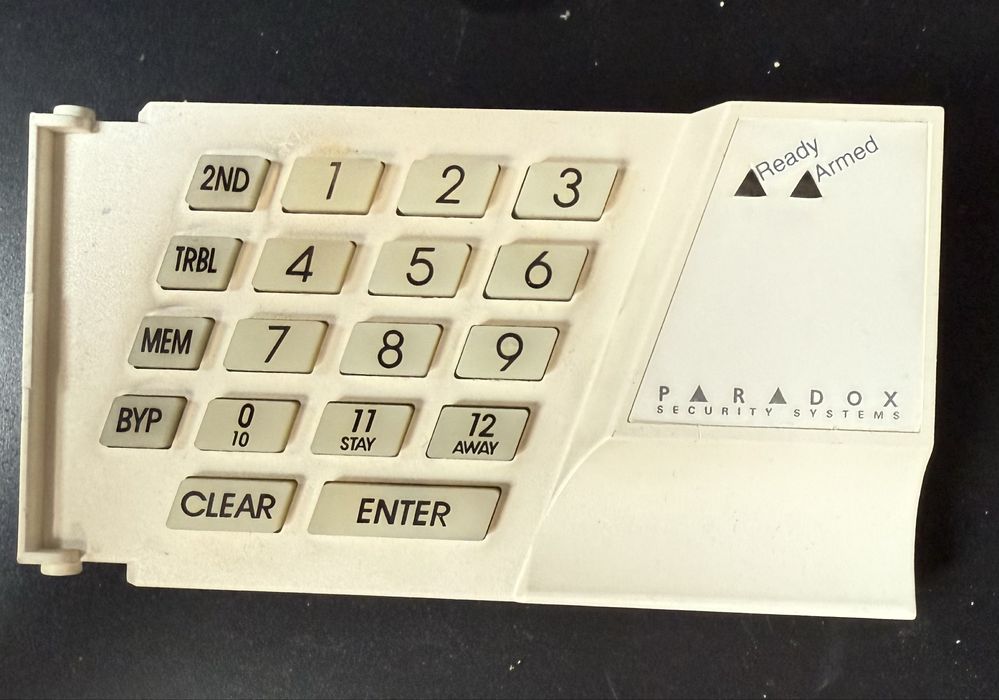 2ND 1 2 3
TRBL 4 5 6
MEM 7 8 9
BYP 0 11 12
10 STAY AWAY
CLEAR ENTER
Ready Armed
PARADOX
SECURITY SYSTEMS